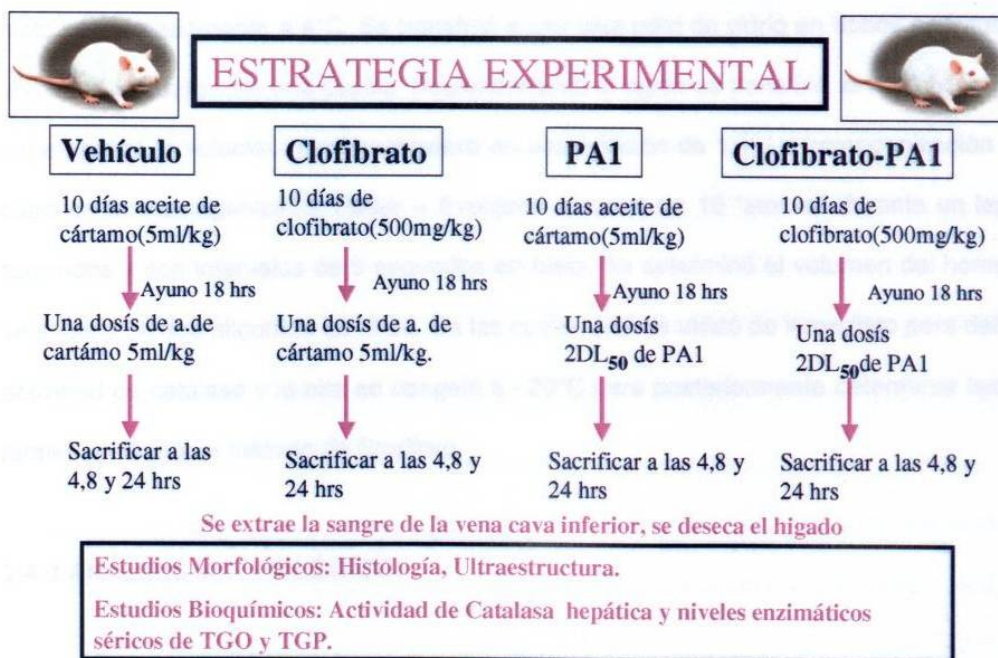 ESTRATEGIA EXPERIMENTAL
Vehículo
10 días aceite de
cártamo(5ml/kg)
Ayuno 18 hrs
Una dosís de a. de
cartámo 5ml/kg
Sacrificar a las
4,8 y 24 hrs
Clofibrato
10 días de
clofibrato(500mg/kg)
Ayuno 18 hrs
Una dosís de a. de
cártamo 5ml/kg.
Sacrificar a las 4,8 y
24 hrs
PA1
10 días aceite de
cártamo(5ml/kg)
Ayuno 18 hrs
Una dosís
2DL50 de PA1
Sacrificar a las 4,8 y
24 hrs
Clofibrato-PA1
10 días de
clofibrato(500mg/kg)
Ayuno 18 hrs
Una dosís
2DL50de PA1
Sacrificar a las 4,8 y
24 hrs
Se extrae la sangre de la vena cava inferior, se deseca el higado
Estudios Morfológicos: Histología, Ultraestructura.
Estudios Bioquímicos: Actividad de Catalasa hepática y niveles enzimáticos
séricos de TGO y TGP.